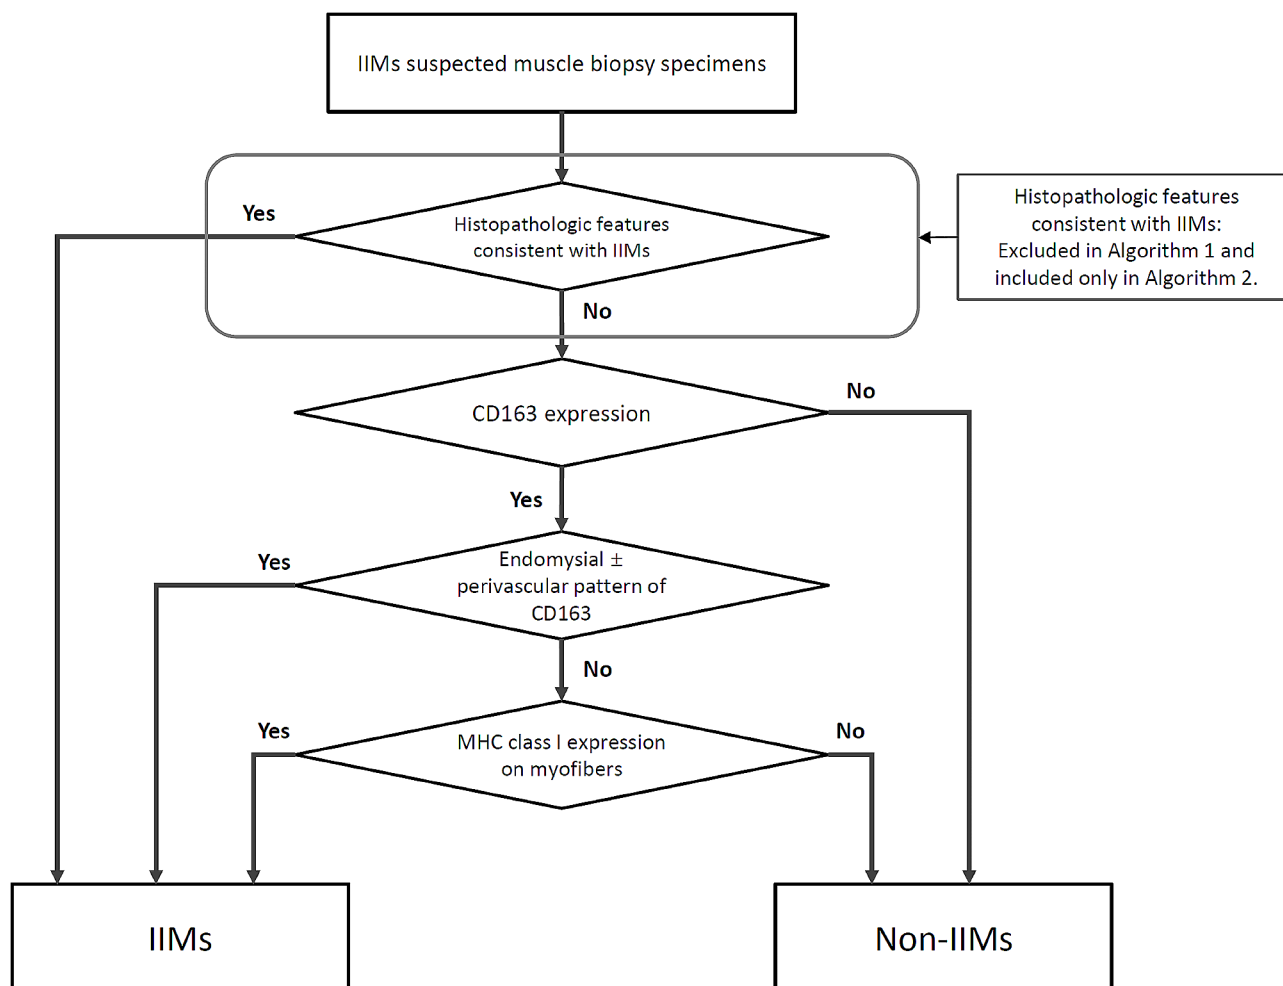 IIMs suspected muscle biopsy specimens
Yes
Histopathologic features
consistent with IIMs
Histopathologic features
consistent with IIMs:
Excluded in Algorithm 1 and
included only in Algorithm 2.
No
CD163 expression
No
Yes
Yes
Endomysial ±
perivascular pattern of
CD163
No
Yes
MHC class I expression
on myofibers
No
IIMs
Non-IIMs